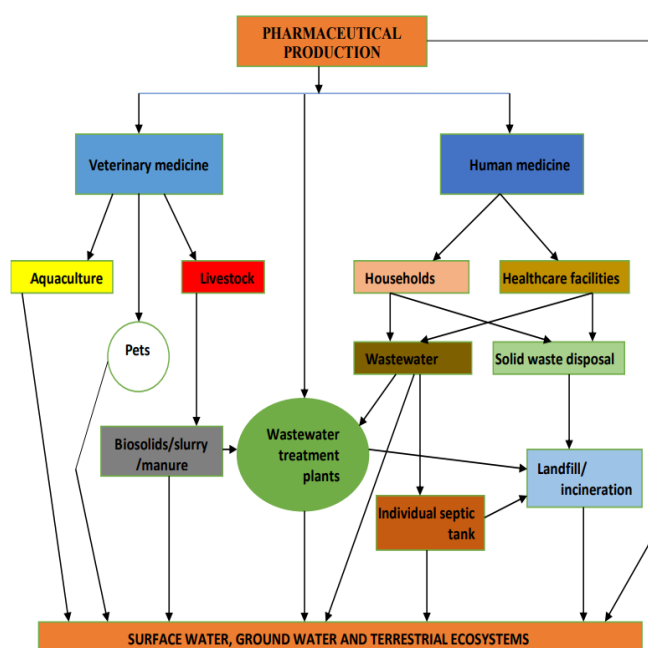 PHARMACEUTICAL
PRODUCTION
Veterinary medicine
Human medicine
Aquaculture
Livestock
Households
Healthcare facilities
Pets
Wastewater
Solid waste disposal
Biosolids/slurry
/manure
Wastewater
treatment
plants
Landfill/
incineration
Individual septic
tank
SURFACE WATER, GROUND WATER AND TERRESTRIAL ECOSYSTEMS